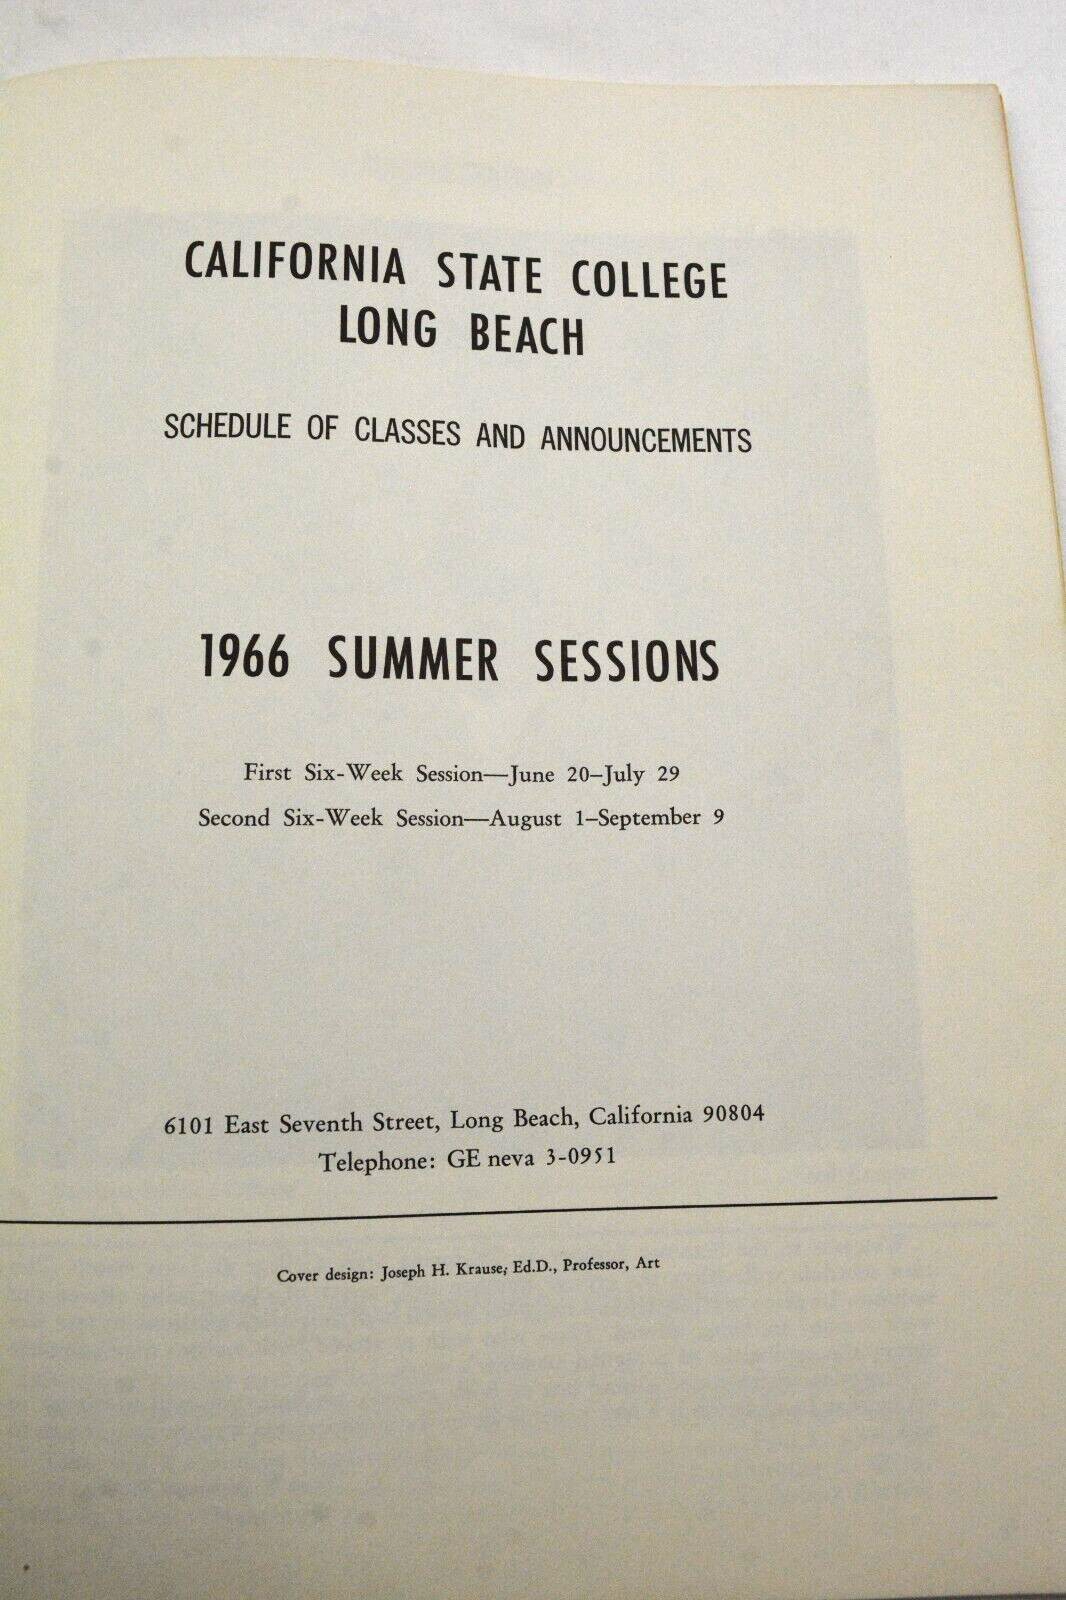 CALIFORNIA STATE COLLEGE
LONG BEACH
SCHEDULE OF CLASSES AND ANNOUNCEMENTS
1966 SUMMER SESSIONS
First Six-Week Session—June 20–July 29
Second Six-Week Session—August 1–September 9
6101 East Seventh Street, Long Beach, California 90804
Telephone: GE neva 3-0951
Cover design: Joseph H. Krause, Ed.D., Professor, Art